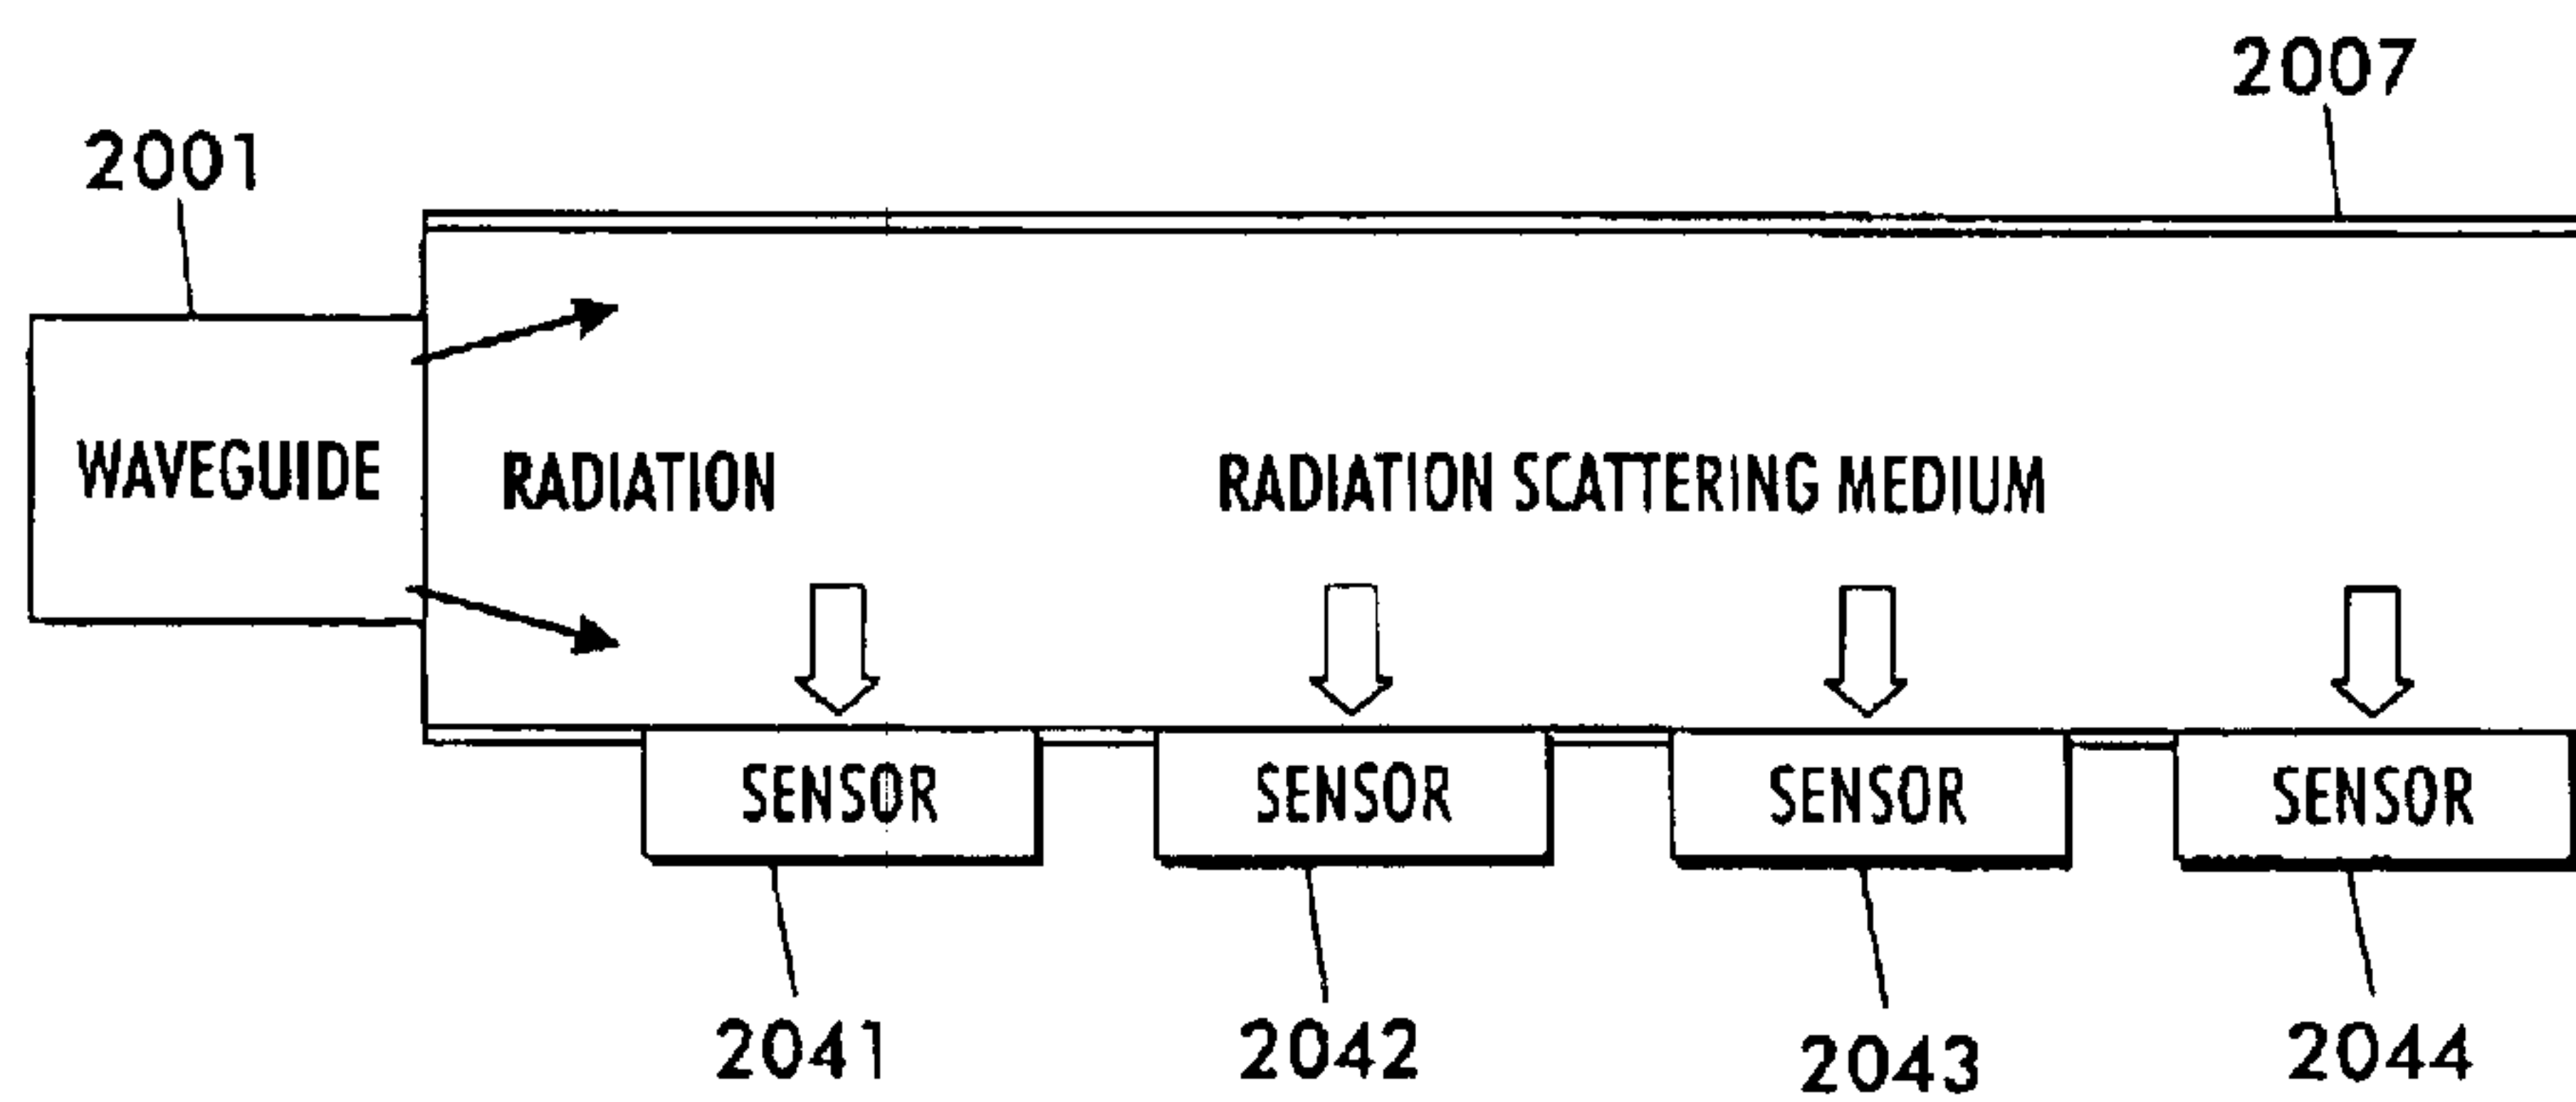 2007
2001
WAVEGUIDE
RADIATION
RADIATION SCATTERING MEDIUM
SENSOR
SENSOR
SENSOR
SENSOR
2041
2042
2043
2044